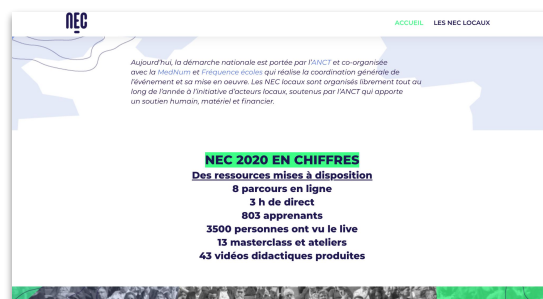 NEC
ACCUEIL LES NEC LOCAUX
Aujourd'hui, la démarche nationale est portée par l'ANCT et co-organisée
avec la MedNum et Fréquence écoles qui réalise la coordination générale de
l'événement et sa mise en oeuvre. Les NEC locaux sont organisés librement tout au
long de l'année à l'initiative d'acteurs locaux, soutenus par l'ANCT qui apporte
un soutien humain, matériel et financier.
NEC 2020 EN CHIFFRES
Des ressources mises à disposition
8 parcours en ligne
3 h de direct
803 apprenants
3500 personnes ont vu le live
13 masterclass et ateliers
43 vidéos didactiques produites